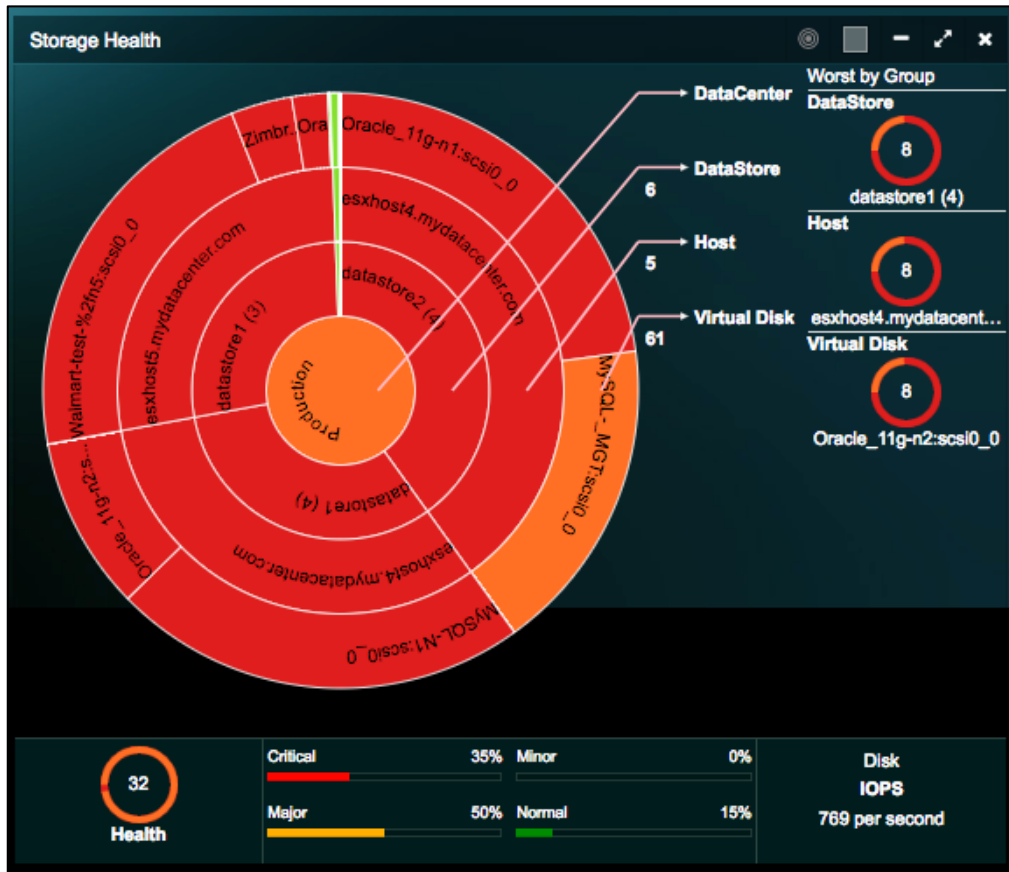 Storage Health
Worst by Group
DataCenter
DataStore
8
datastore1 (4)
DataStore
6
Host
8
esxhost4.mydatacent...
Host
5
Virtual Disk
8
Oracle_11g-n2:scsi0_0
Virtual Disk
61
Zimbr..
Ora
Oracle_11g-n1:scsi0_0
esxhost4.mydatacenter.com
datastore2 (4)
Walmart-test-%2fn5:scsi0_0
esxhost5.mydatacenter.com
datastore1 (3)
Production
MySQL-_MGT:scsi0_0
datastore1 (4)
esxhost4.mydatacenter.com
Oracle_11g-n2:s...
MySQL-N1:scsi0_0
32
Health
Critical 35%
Minor 0%
Major 50%
Normal 15%
Disk
IOPS
769 per second